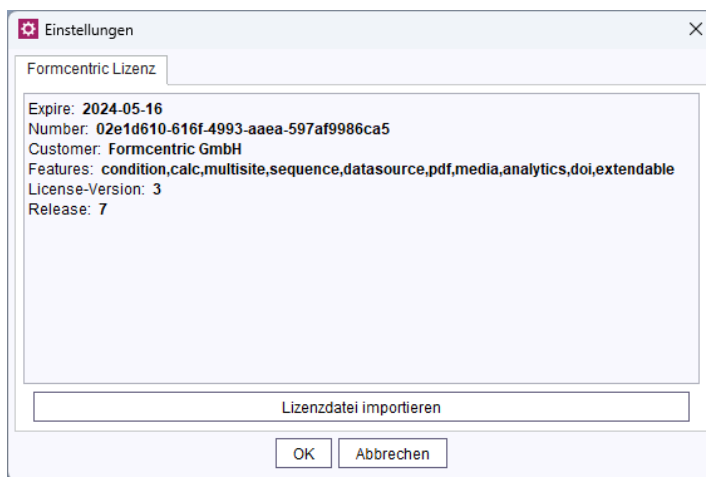 Einstellungen
Formcentric Lizenz
Expire: 2024-05-16
Number: 02e1d610-616f-4993-aaea-597af9986ca5
Customer: Formcentric GmbH
Features: condition,calc,multisite,sequence,datasource,pdf,media,analytics,doi,extendable
License-Version: 3
Release: 7
Lizenzdatei importieren
OK Abbrechen